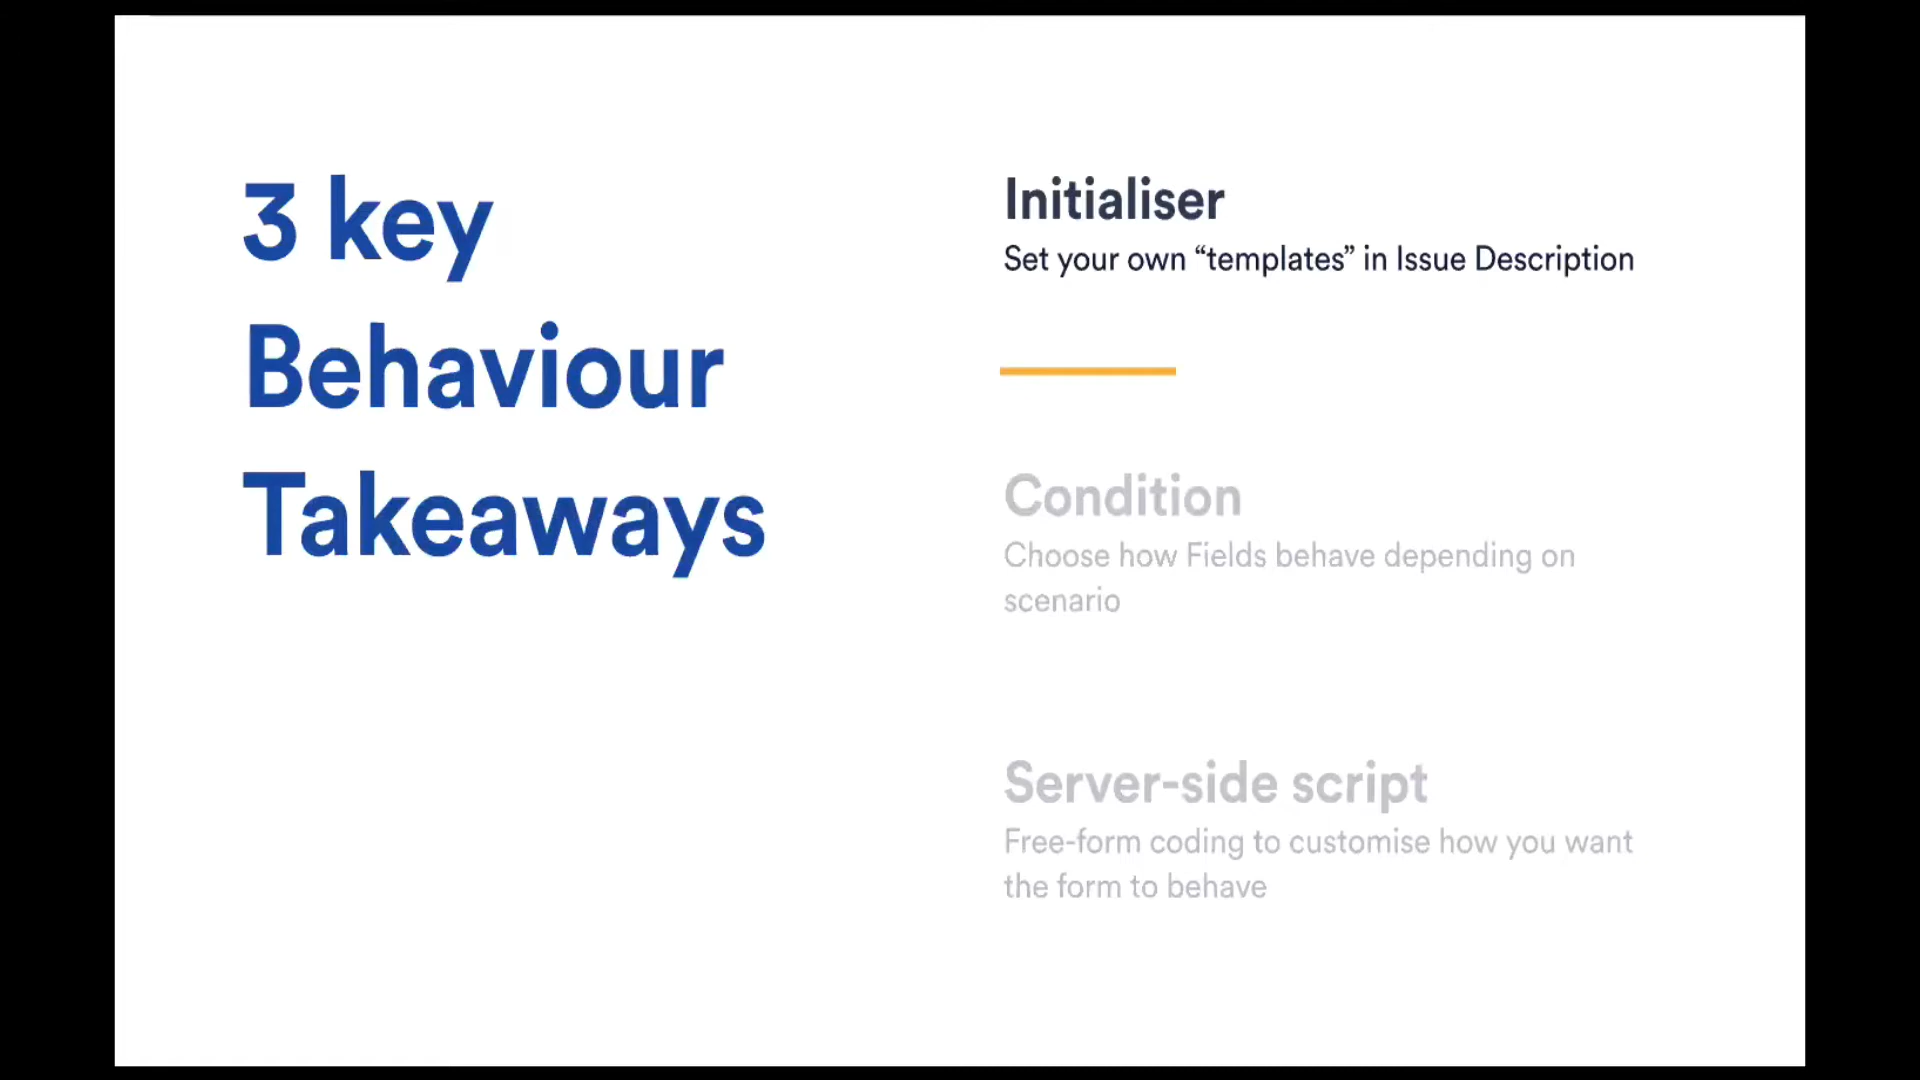 3 key
Behaviour
Takeaways
Initialiser
Set your own “templates” in Issue Description
Condition
Choose how Fields behave depending on
scenario
Server-side script
Free-form coding to customise how you want
the form to behave